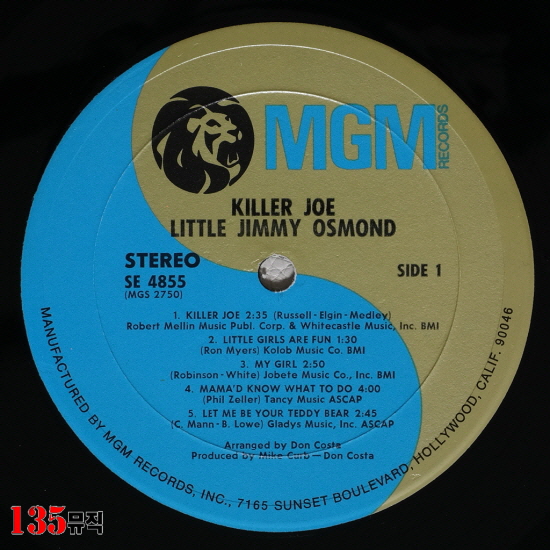 MGM
RECORDS
KILLER JOE
LITTLE JIMMY OSMOND
STEREO
SE 4855
(MGS 2750)
SIDE 1
1. KILLER JOE 2:35 (Russell-Elgin-Medley)
Robert Mellin Music Publ. Corp. & Whitecastle Music, Inc. BMI
2. LITTLE GIRLS ARE FUN 1:30
(Ron Myers) Kolob Music Co. BMI
3. MY GIRL 2:50
(Robinson-White) Jobete Music Co., Inc. BMI
4. MAMA'D KNOW WHAT TO DO 4:00
(Phil Zeller) Tancy Music ASCAP
5. LET ME BE YOUR TEDDY BEAR 2:45
(C. Mann-B. Lowe) Gladys Music, Inc. ASCAP
Arranged by Don Costa
Produced by Mike Curb—Don Costa
MANUFACTURED BY MGM RECORDS, INC., 7165 SUNSET BOULEVARD, HOLLYWOOD, CALIF. 90046
135뮤직